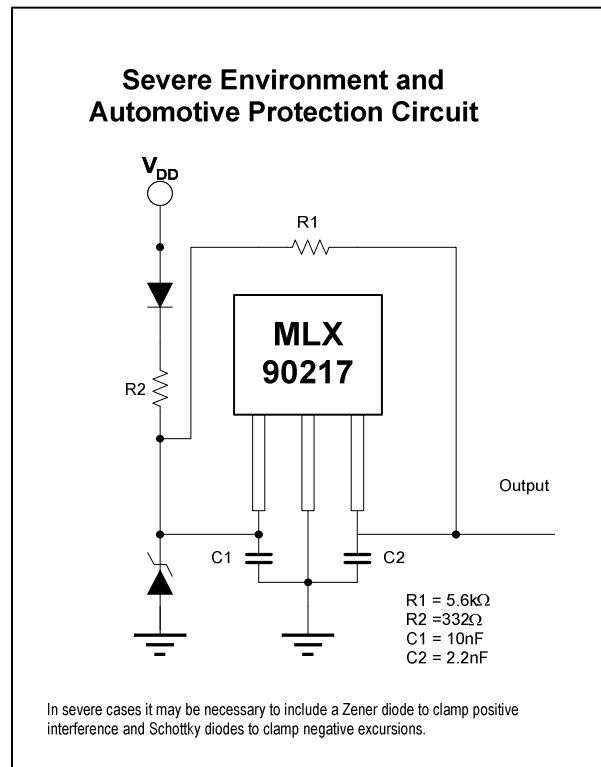 Severe Environment and
Automotive Protection Circuit
VDD
R1
MLX
90217
R2
Output
C1
C2
R1 = 5.6kΩ
R2 =332Ω
C1 = 10nF
C2 = 2.2nF
In severe cases it may be necessary to include a Zener diode to clamp positive
interference and Schottky diodes to clamp negative excursions.